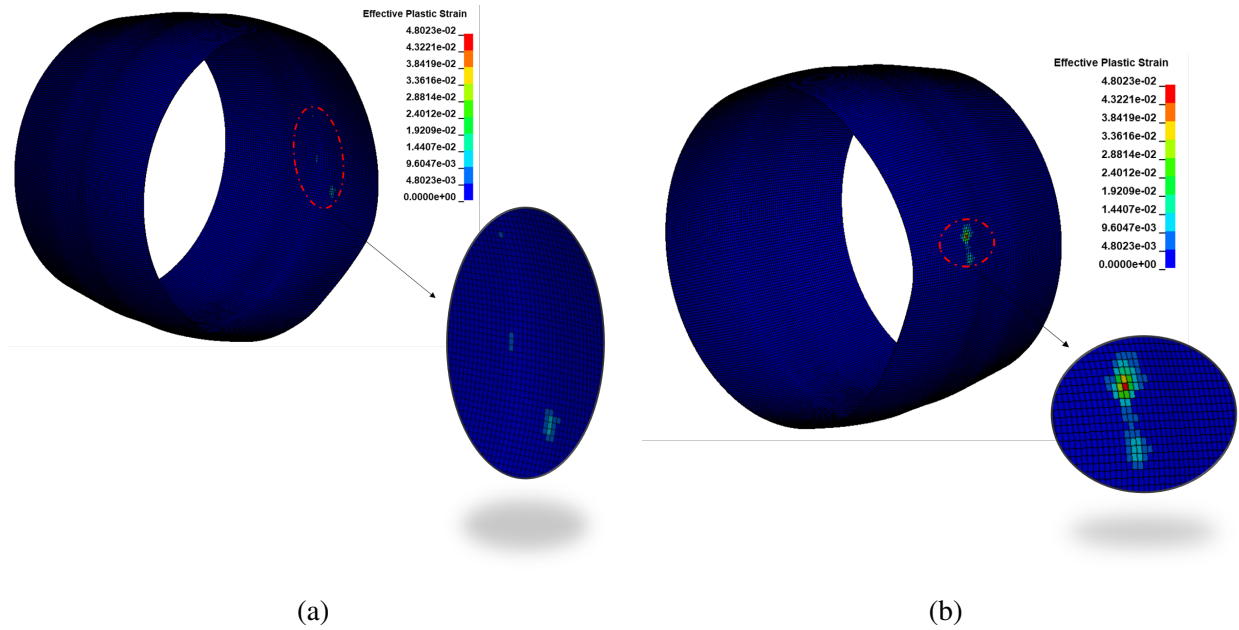 Effective Plastic Strain
4.8023e-02
4.3221e-02
3.8419e-02
3.3616e-02
2.8814e-02
2.4012e-02
1.9209e-02
1.4407e-02
9.6047e-03
4.8023e-03
0.0000e+00
(a)
Effective Plastic Strain
4.8023e-02
4.3221e-02
3.8419e-02
3.3616e-02
2.8814e-02
2.4012e-02
1.9209e-02
1.4407e-02
9.6047e-03
4.8023e-03
0.0000e+00
(b)